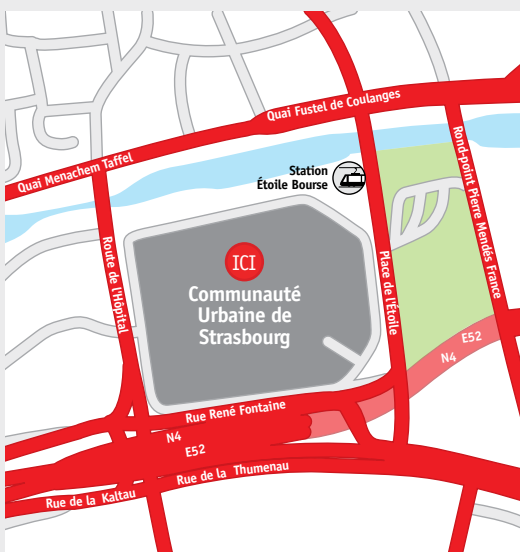 Quai Fustel de Coulanges
Quai Menachem Taffel
Rond-point Pierre Mendés France
Station
Étoile Bourse
Route de l'Hôpital
Place de l'Étoile
ICI
Communauté
Urbaine de
Strasbourg
E52
N4
Rue René Fontaine
N4
E52
Rue de la Thumenau
Rue de la Kaltau